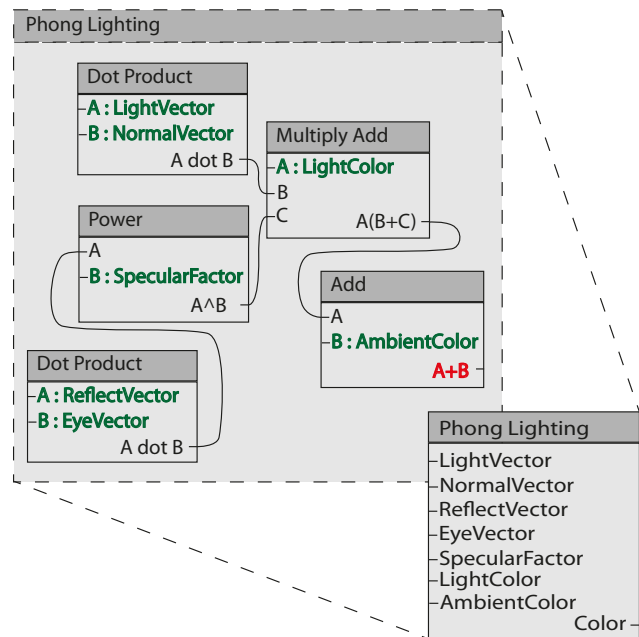 Phong Lighting
Dot Product
A : LightVector
B : NormalVector
A dot B
Multiply Add
A : LightColor
B
C
A(B+C)
Power
A
B : SpecularFactor
A^B
Add
A
B : AmbientColor
A+B
Dot Product
A : ReflectVector
B : EyeVector
A dot B
Phong Lighting
LightVector
NormalVector
ReflectVector
EyeVector
SpecularFactor
LightColor
AmbientColor
Color